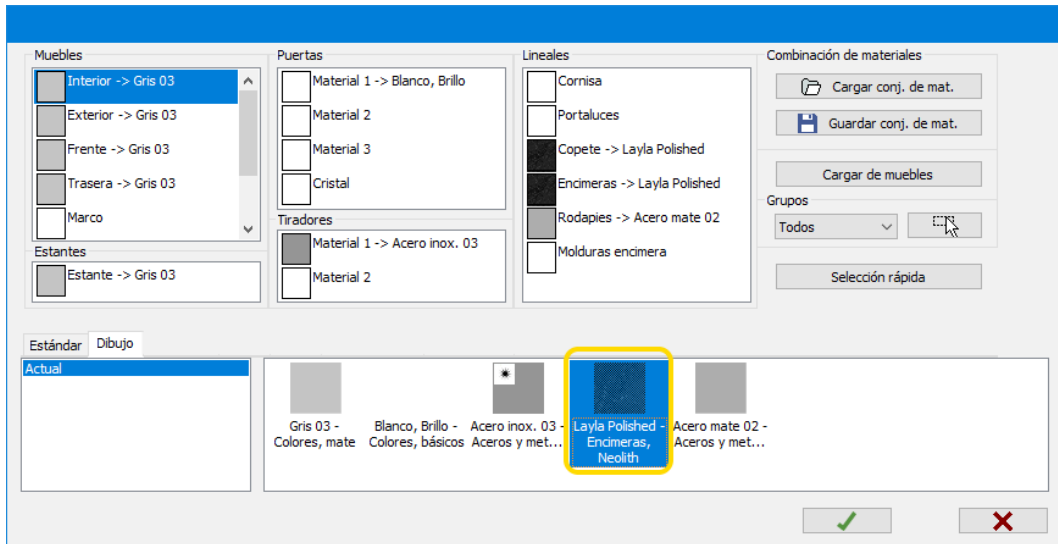 Muebles
Interior -> Gris 03
Exterior -> Gris 03
Frente -> Gris 03
Trasera -> Gris 03
Marco
Estantes
Estante -> Gris 03
Puertas
Material 1 -> Blanco, Brillo
Material 2
Material 3
Cristal
Tiradores
Material 1 -> Acero inox. 03
Material 2
Lineales
Cornisa
Portaluces
Copete -> Layla Polished
Encimeras -> Layla Polished
Rodapies -> Acero mate 02
Molduras encimera
Combinación de materiales
Cargar conj. de mat.
Guardar conj. de mat.
Cargar de muebles
Grupos
Todos
Selección rápida
Estándar
Dibujo
Actual
Gris 03 -
Colores, mate
Blanco, Brillo -
Colores, básicos
Acero inox. 03 -
Aceros y met...
Layla Polished -
Encimeras,
Neolith
Acero mate 02 -
Aceros y met...